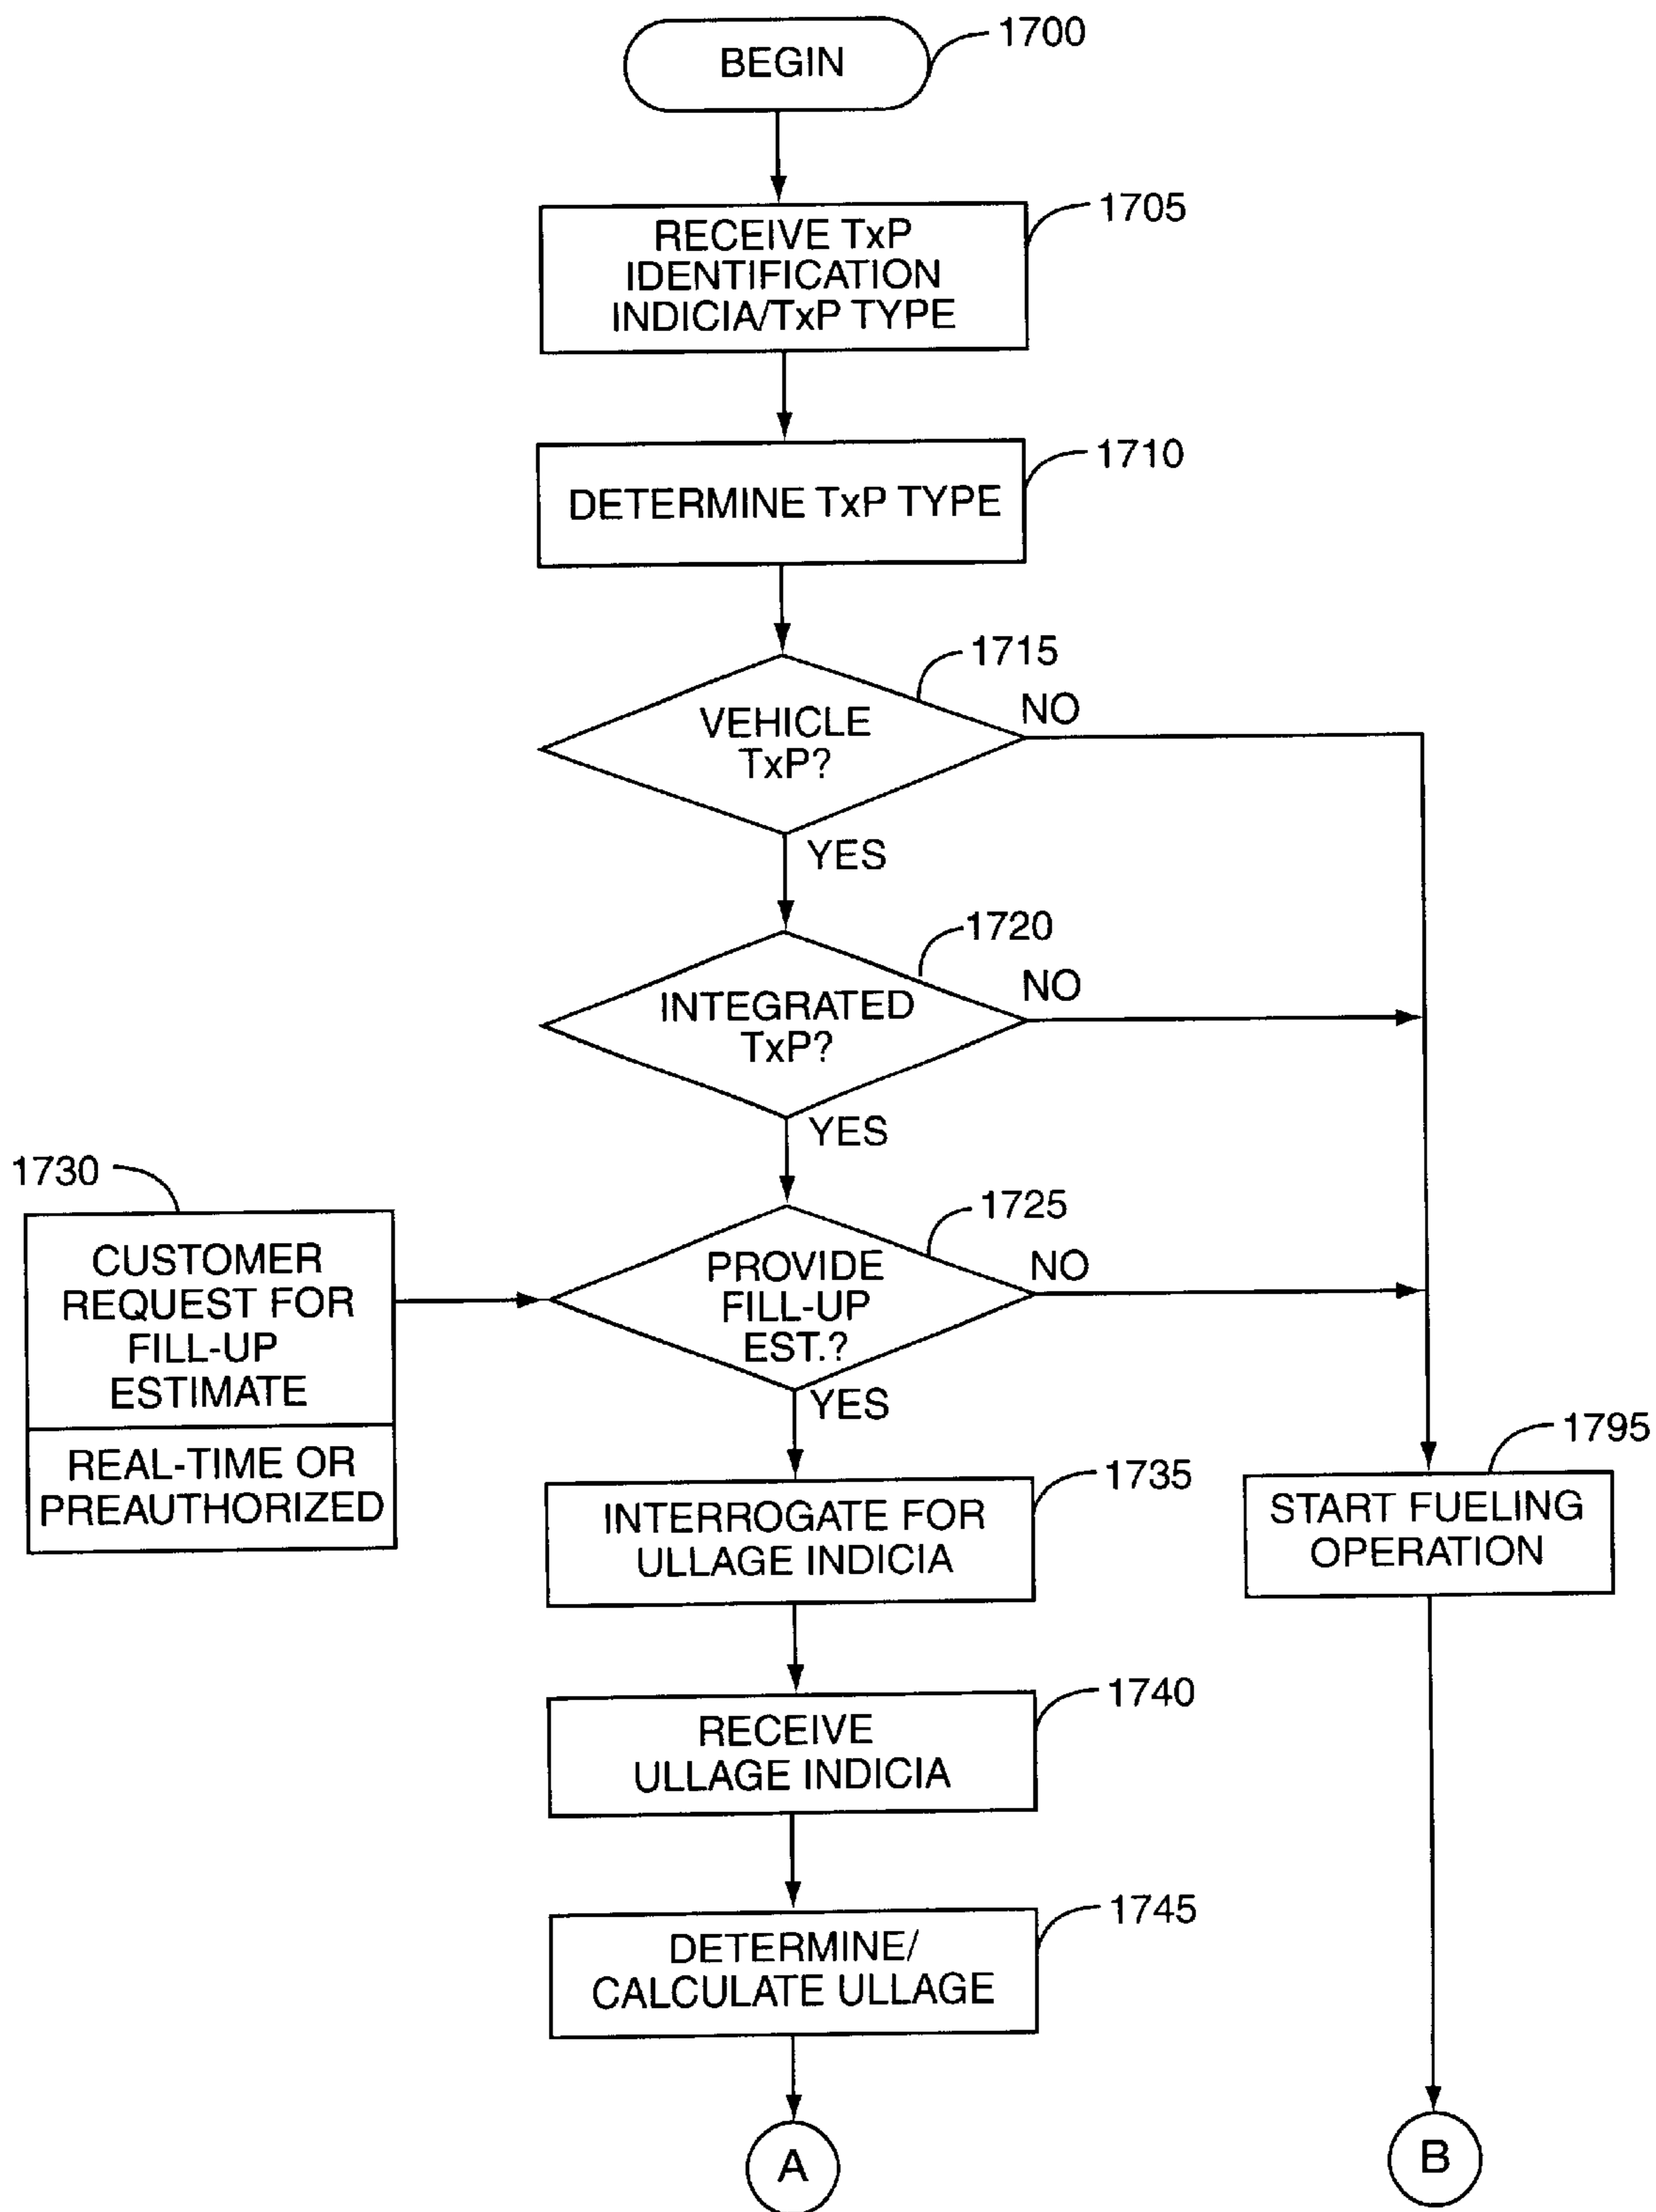 BEGIN
1700
RECEIVE TxP
IDENTIFICATION
INDICIA/TxP TYPE
1705
DETERMINE TxP TYPE
1710
VEHICLE
TxP?
1715
NO
YES
INTEGRATED
TxP?
1720
NO
YES
1730
CUSTOMER
REQUEST FOR
FILL-UP
ESTIMATE
REAL-TIME OR
PREAUTHORIZED
PROVIDE
FILL-UP
EST.?
1725
NO
YES
INTERROGATE FOR
ULLAGE INDICIA
1735
START FUELING
OPERATION
1795
RECEIVE
ULLAGE INDICIA
1740
DETERMINE/
CALCULATE ULLAGE
1745
A
B